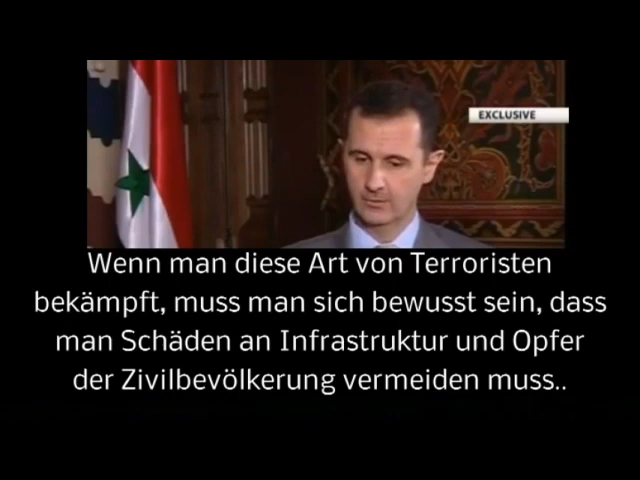 EXCLUSIVE
Wenn man diese Art von Terroristen
bekämpft, muss man sich bewusst sein, dass
man Schäden an Infrastruktur und Opfer
der Zivilbevölkerung vermeiden muss..